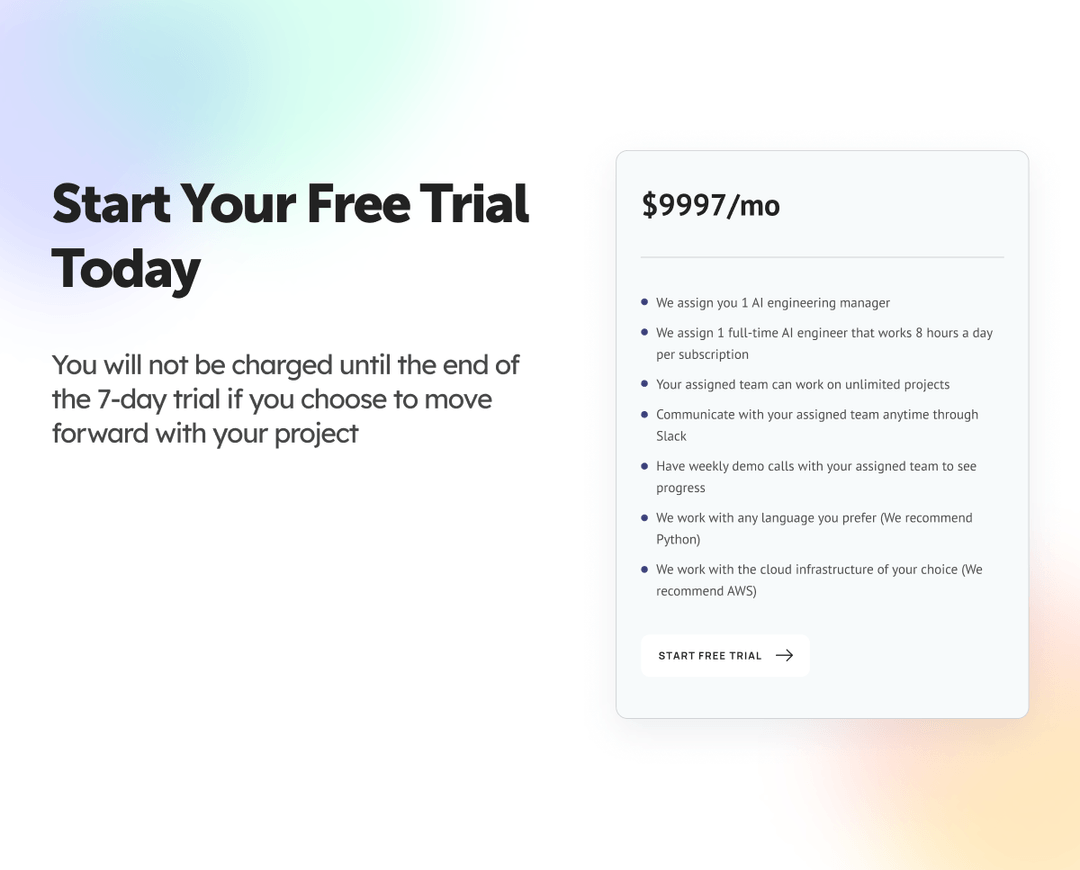 Start Your Free Trial
Today
You will not be charged until the end of
the 7-day trial if you choose to move
forward with your project
$9997/mo
We assign you 1 AI engineering manager
We assign 1 full-time AI engineer that works 8 hours a day
per subscription
Your assigned team can work on unlimited projects
Communicate with your assigned team anytime through
Slack
Have weekly demo calls with your assigned team to see
progress
We work with any language you prefer (We recommend
Python)
We work with the cloud infrastructure of your choice (We
recommend AWS)
START FREE TRIAL